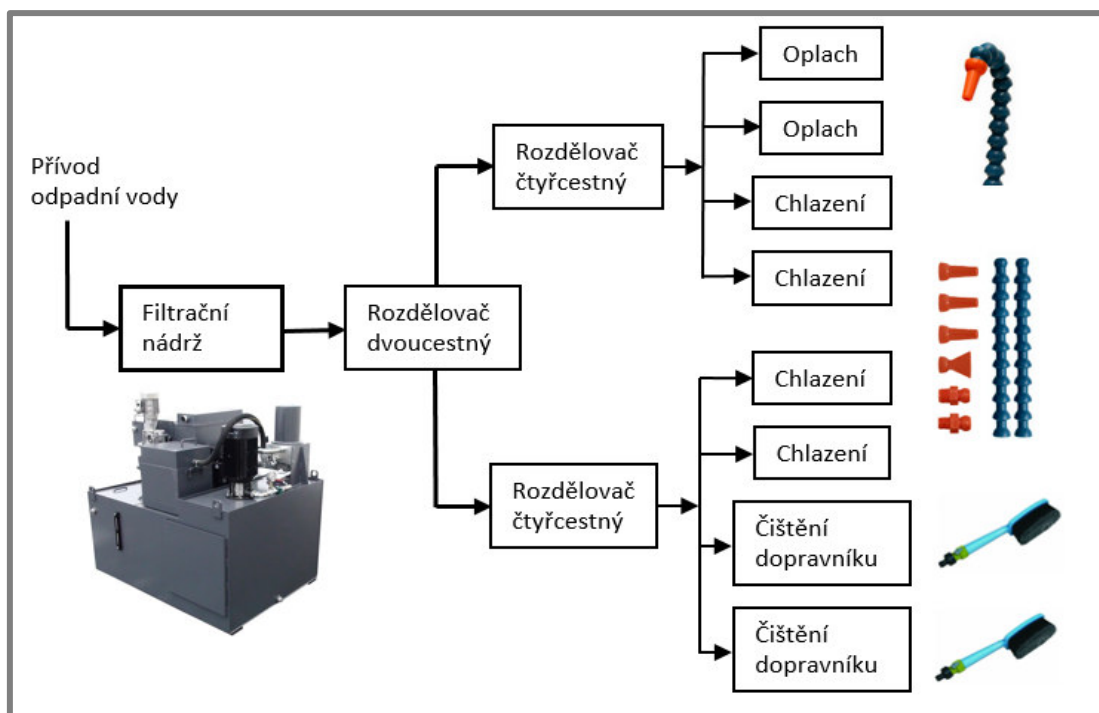 Přívod
odpadní vody
Filtrační
nádrž
Rozdělovač
dvoucestný
Rozdělovač
čtyřcestný
Oplach
Oplach
Chlazení
Chlazení
Rozdělovač
čtyřcestný
Chlazení
Chlazení
Čištění
dopravníku
Čištění
dopravníku